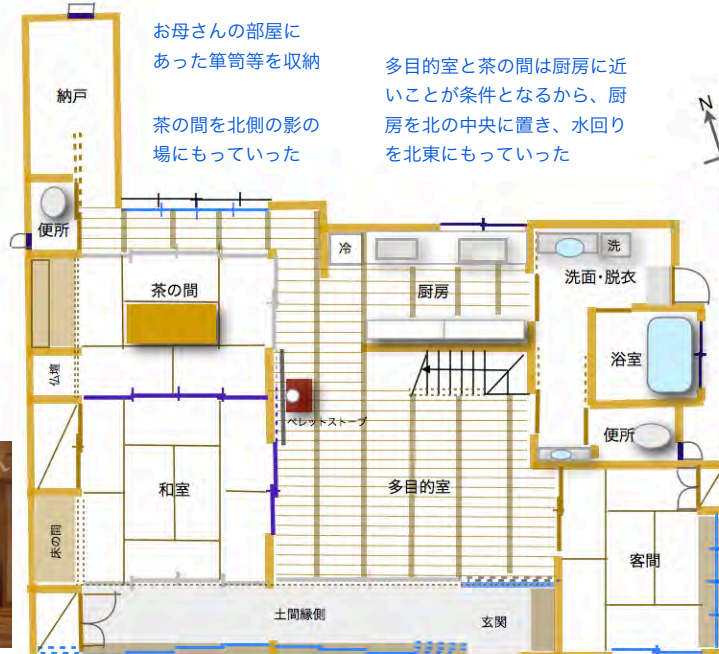 お母さんの部屋に
あった箪笥等を収納
茶の間を北側の影の
場にもっていった
多目的室と茶の間は厨房に近
いことが条件となるから、厨
房を北の中央に置き、水回り
を北東にもっていった
N
納戸
便所
冷
厨房
洗
洗面・脱衣
茶の間
浴室
仏壇
ペレットストーブ
便所
和室
多目的室
床の間
客間
土間縁側
玄関